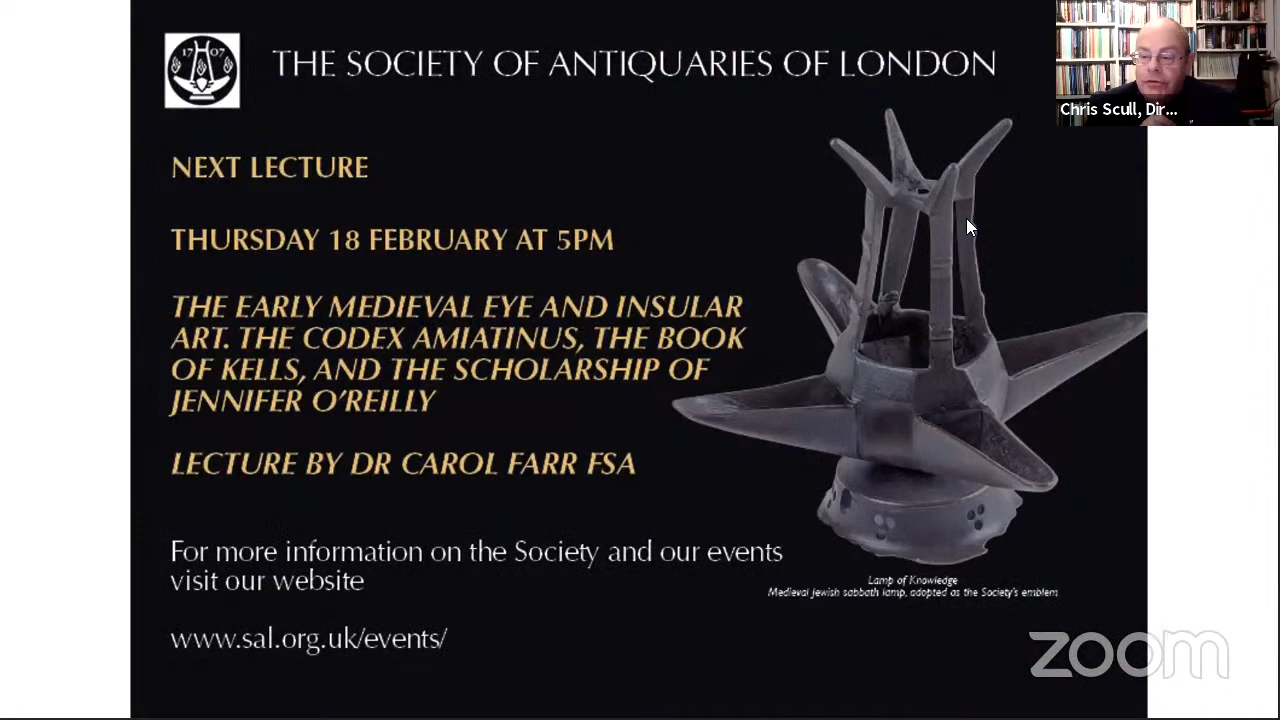 17 07
THE SOCIETY OF ANTIQUARIES OF LONDON
Chris Scull, Dir...
NEXT LECTURE
THURSDAY 18 FEBRUARY AT 5PM
THE EARLY MEDIEVAL EYE AND INSULAR
ART. THE CODEX AMIATINUS, THE BOOK
OF KELLS, AND THE SCHOLARSHIP OF
JENNIFER O'REILLY
LECTURE BY DR CAROL FARR FSA
For more information on the Society and our events
visit our website
www.sal.org.uk/events/
Lamp of Knowledge
Medieval Jewish sabbath lamp, adopted as the Society's emblem
zoom